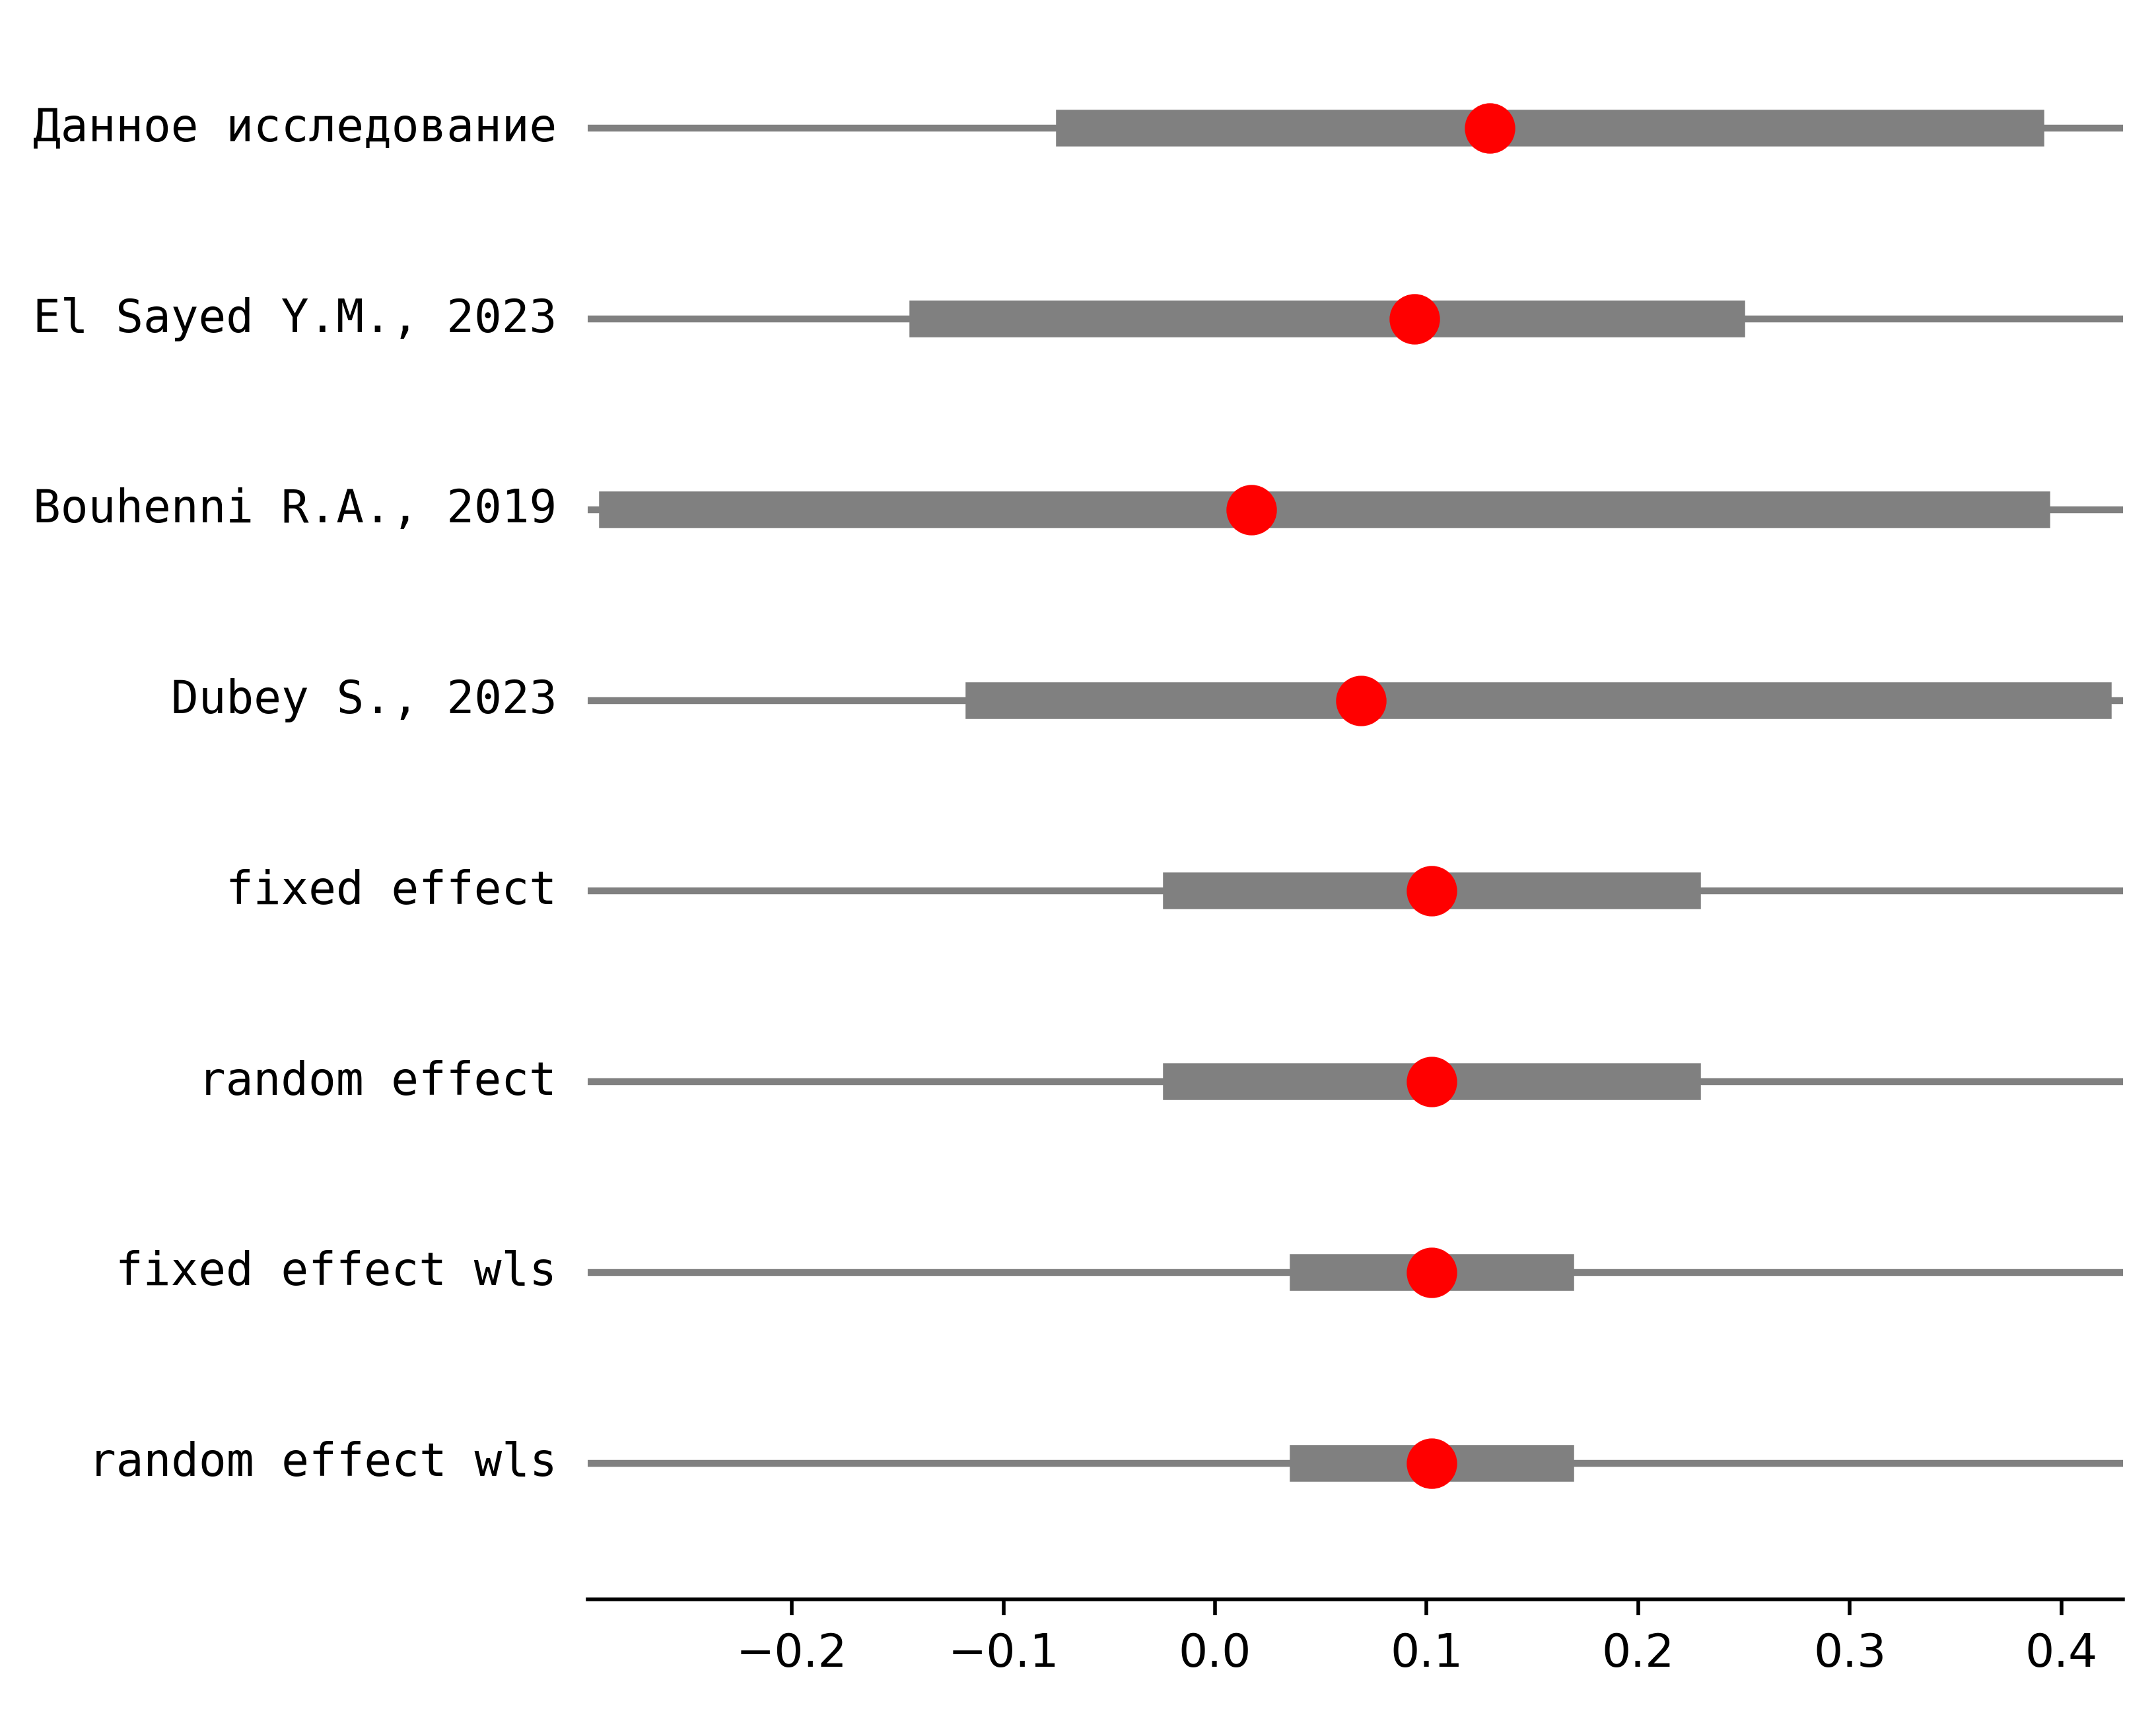 Данное исследование
El Sayed Y.M., 2023
Bouhenni R.A., 2019
Dubey S., 2023
fixed effect
random effect
fixed effect wls
random effect wls
−0.2 −0.1 0.0 0.1 0.2 0.3 0.4